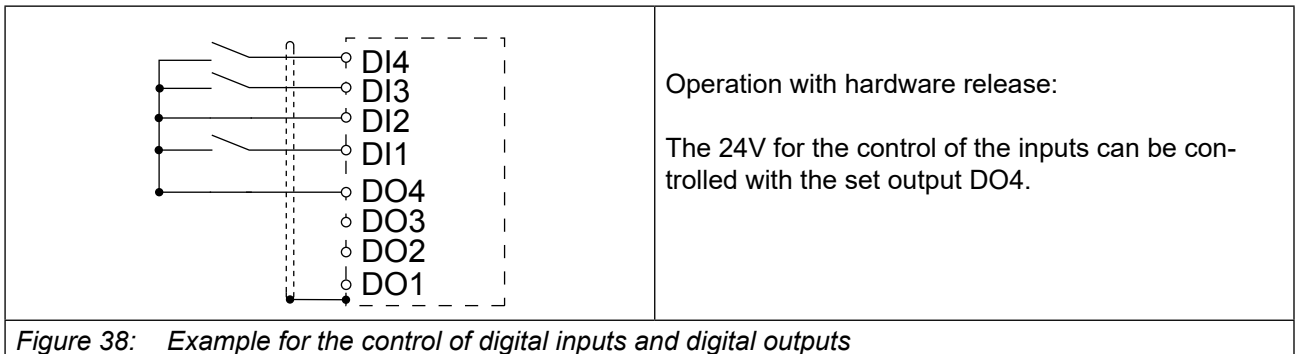 DI4
DI3
DI2
DI1
DO4
DO3
DO2
DO1
Operation with hardware release:
The 24V for the control of the inputs can be con-
trolled with the set output DO4.
Figure 38: Example for the control of digital inputs and digital outputs